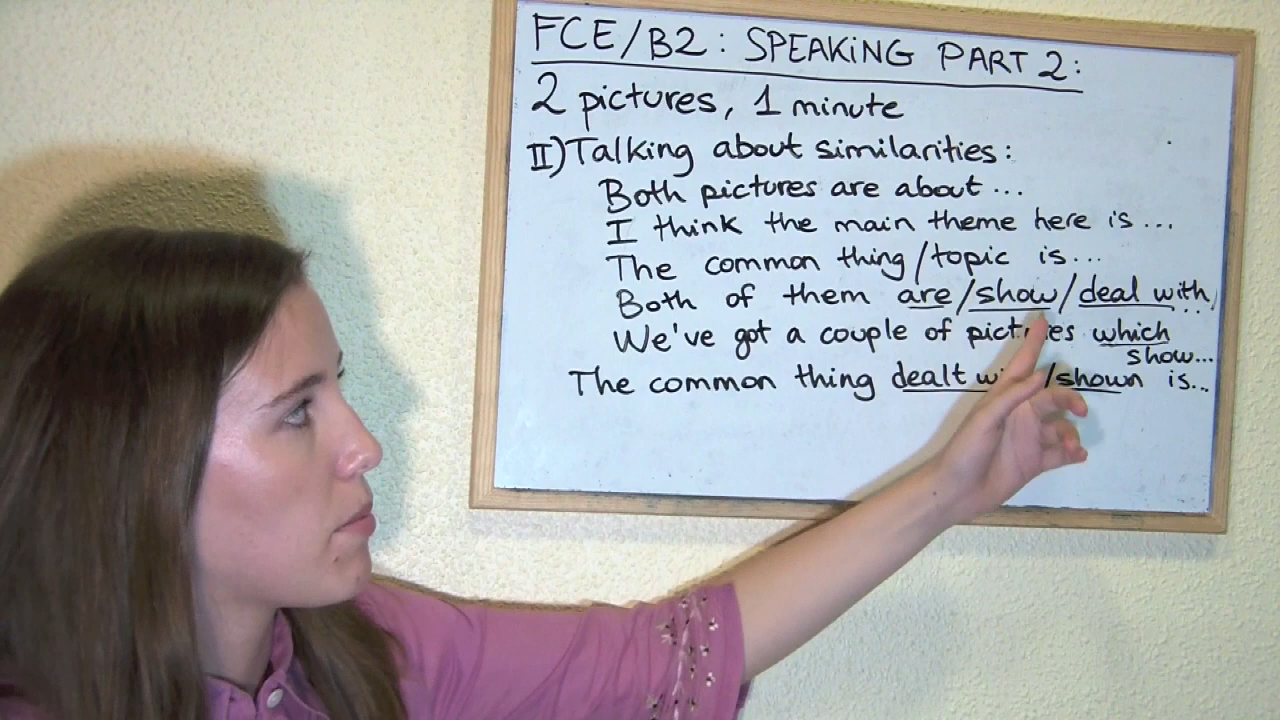 FCE/B2: SPEAKING PART 2:
2 pictures, 1 minute
II) Talking about similarities:
Both pictures are about...
I think the main theme here is...
The common thing/topic is...
Both of them are/show/deal with...
We've got a couple of pictures which
show...
The common thing dealt /shown is...